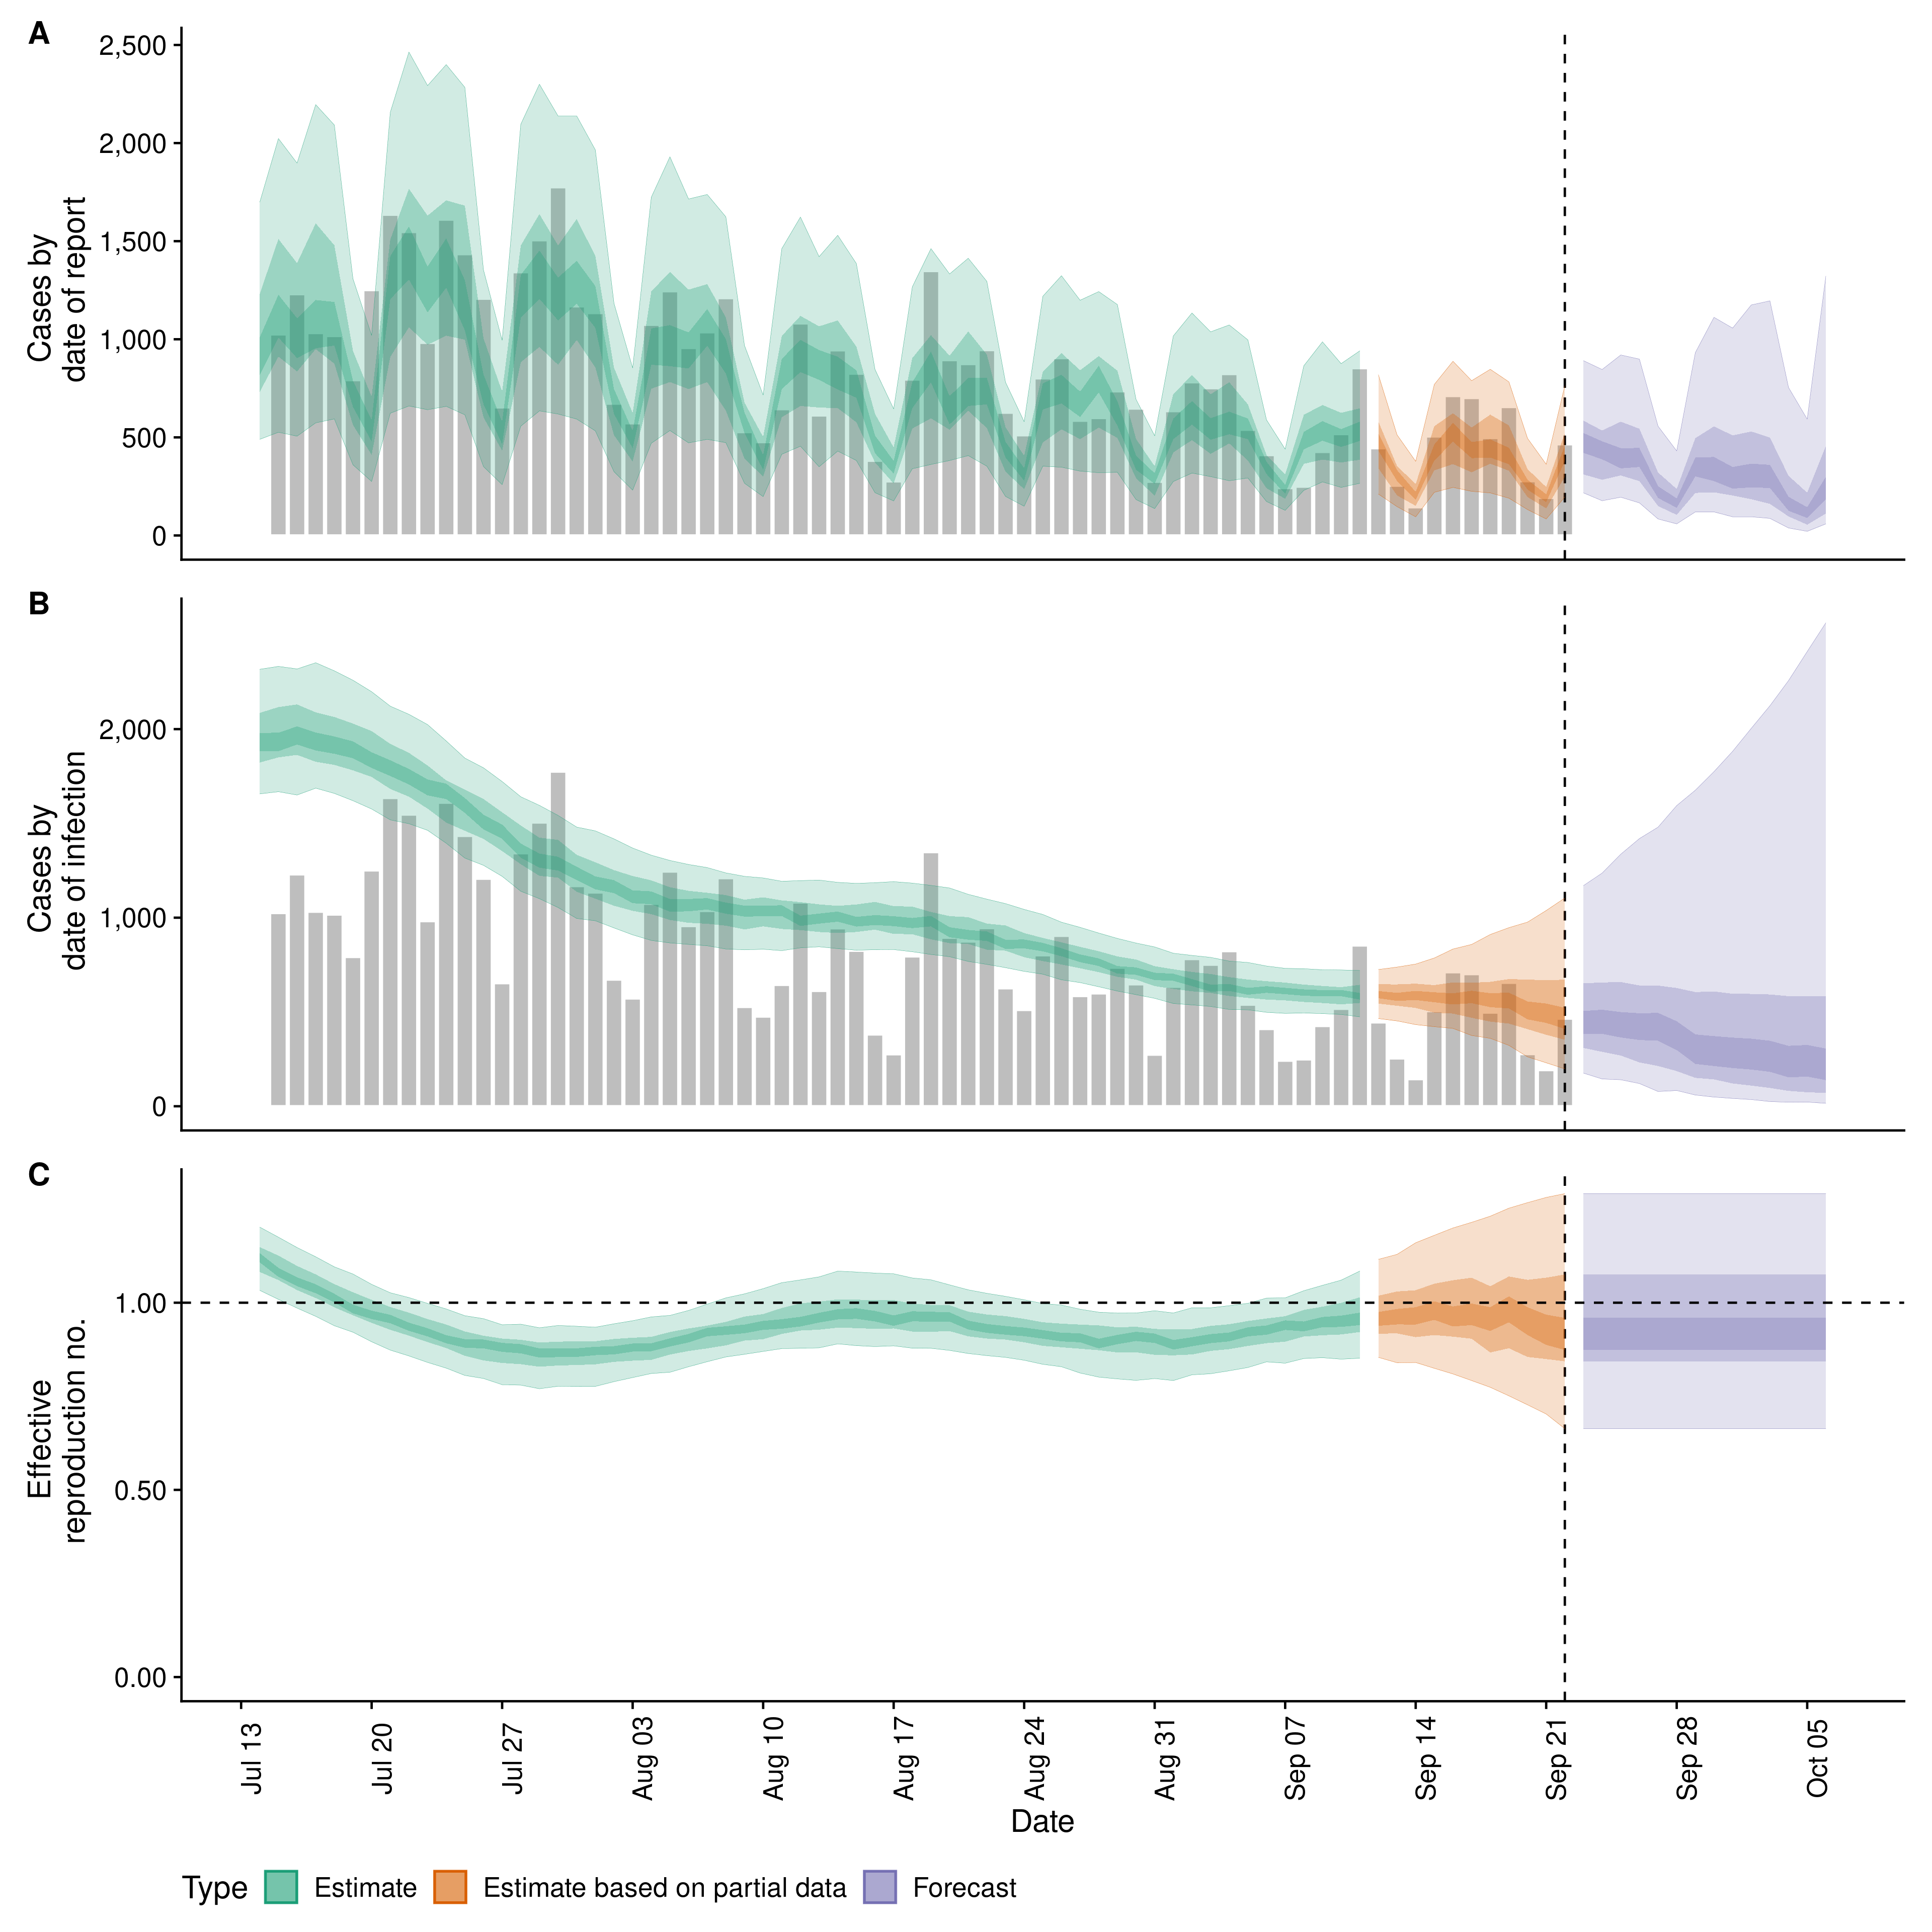 A
2,500
2,000
1,500
1,000
500
0
Cases by
date of report
B
2,000
1,000
0
Cases by
date of infection
C
1.00
0.50
0.00
Effective
reproduction no.
Jul 13
Jul 20
Jul 27
Aug 03
Aug 10
Aug 17
Aug 24
Aug 31
Sep 07
Sep 14
Sep 21
Sep 28
Oct 05
Date
Type Estimate Estimate based on partial data Forecast